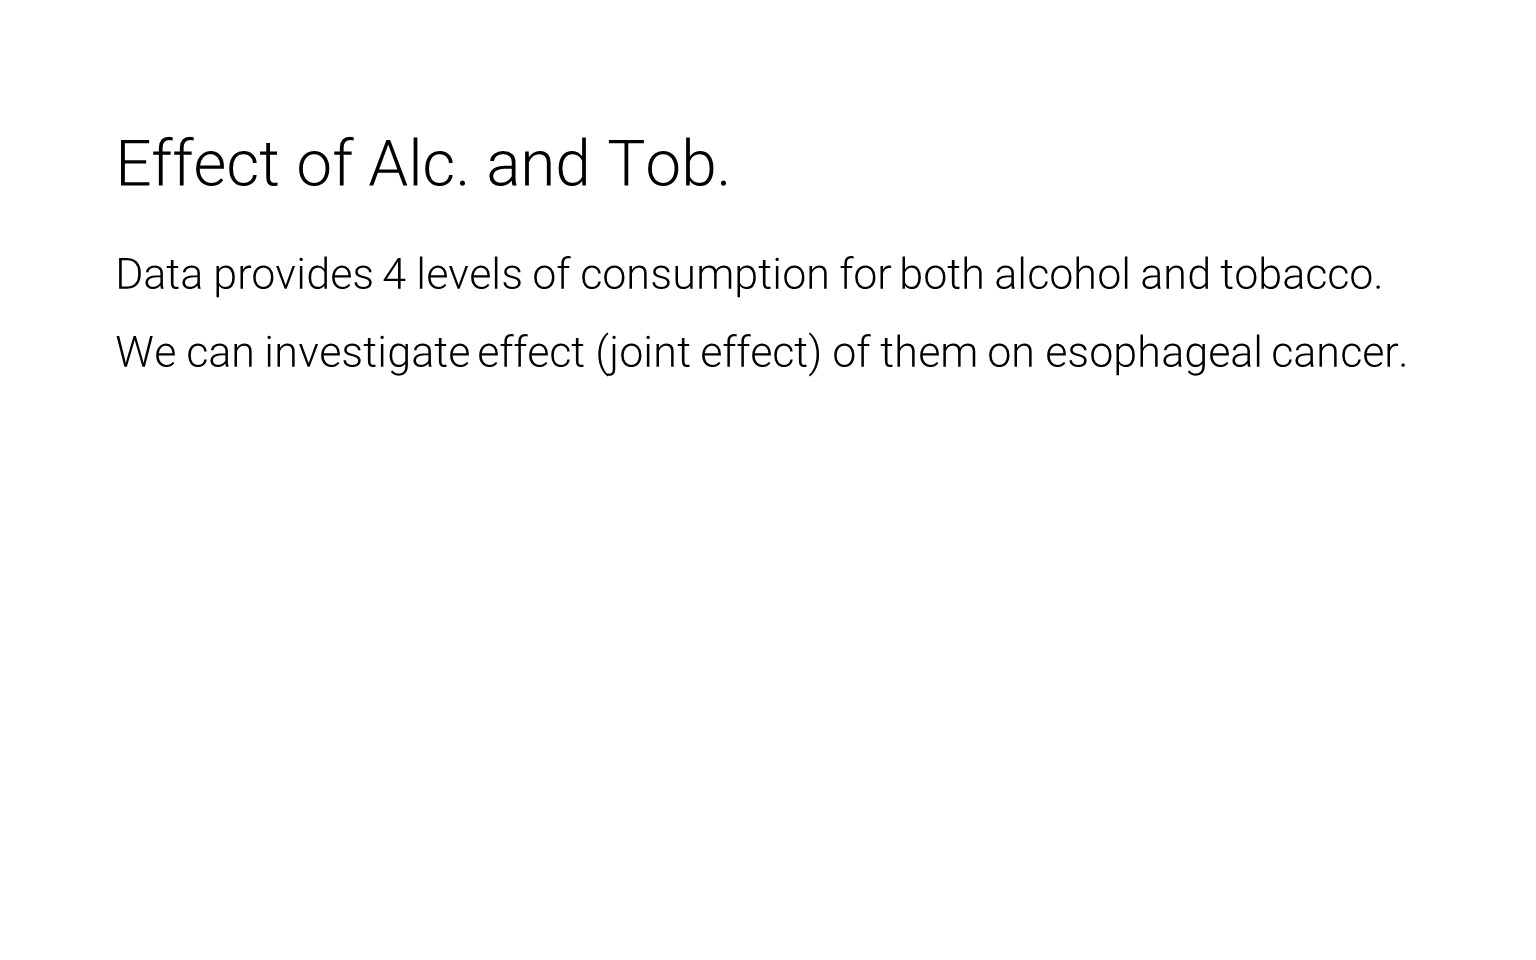 Effect of Alc. and Tob.
Data provides 4 levels of consumption for both alcohol and tobacco.
We can investigate effect (joint effect) of them on esophageal cancer.